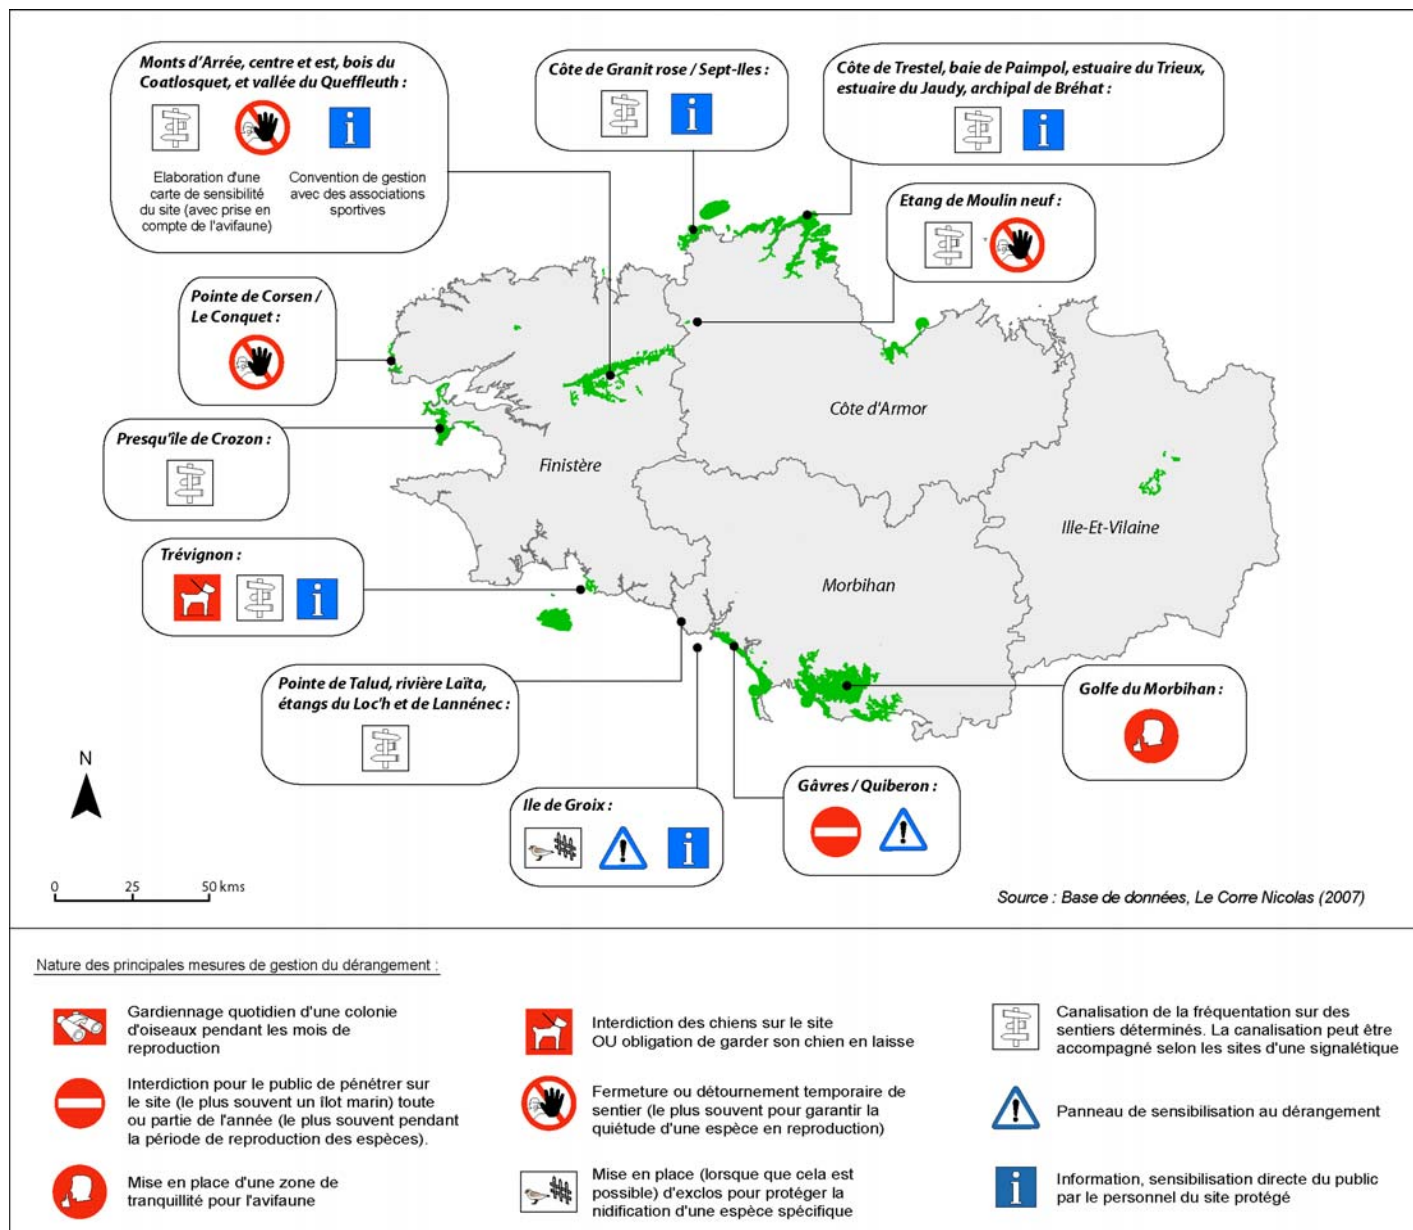 Monts d'Arrée, centre et est, bois du
Coatlosquet, et vallée du Queffleuth :
Elaboration d'une
carte de sensibilité
du site (avec prise en
compte de l'avifaune)
Convention de gestion
avec des associations
sportives
Côte de Granit rose / Sept-Iles :
Côte de Trestel, baie de Paimpol, estuaire du Trieux,
estuaire du Jaudy, archipal de Bréhat :
Etang de Moulin neuf :
Pointe de Corsen /
Le Conquet :
Presqu'île de Crozon :
Trévignon :
Pointe de Talud, rivière Laïta,
étangs du Loc'h et de Lannénec :
Ile de Groix :
Gâvres / Quiberon :
Golfe du Morbihan :
Finistère
Côte d'Armor
Ille-Et-Vilaine
Morbihan
N
0 25 50 kms
Source : Base de données, Le Corre Nicolas (2007)
Nature des principales mesures de gestion du dérangement :
Gardiennage quotidien d'une colonie
d'oiseaux pendant les mois de
reproduction
Interdiction pour le public de pénétrer sur
le site (le plus souvent un îlot marin) toute
ou partie de l'année (le plus souvent pendant
la période de reproduction des espèces).
Mise en place d'une zone de
tranquillité pour l'avifaune
Interdiction des chiens sur le site
OU obligation de garder son chien en laisse
Fermeture ou détournement temporaire de
sentier (le plus souvent pour garantir la
quiétude d'une espèce en reproduction)
Mise en place (lorsque que cela est
possible) d'exclos pour protéger la
nidification d'une espèce spécifique
Canalisation de la fréquentation sur des
sentiers déterminés. La canalisation peut être
accompagné selon les sites d'une signalétique
Panneau de sensibilisation au dérangement
Information, sensibilisation directe du public
par le personnel du site protégé